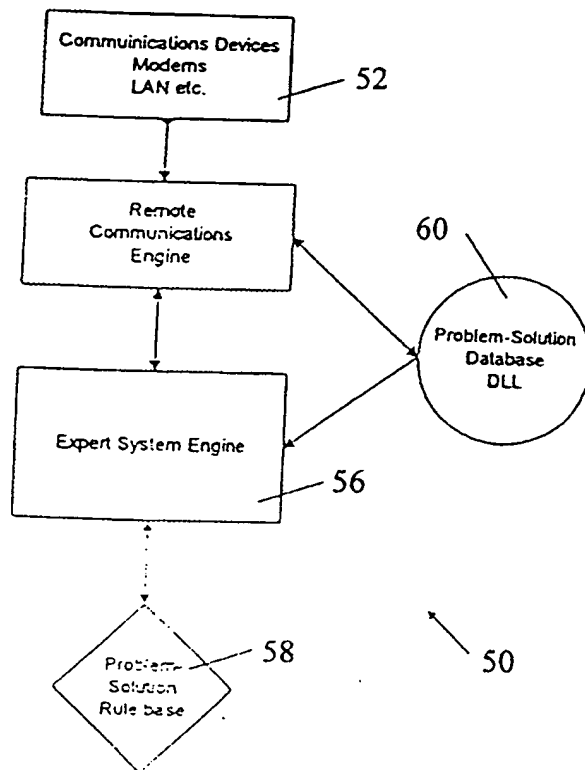 Commuinications Devices
Modems
LAN etc.
52
Remote
Communications
Engine
60
Problem-Solution
Database
DLL
Expert System Engine
56
58
Problem-
Solution
Rule base
50